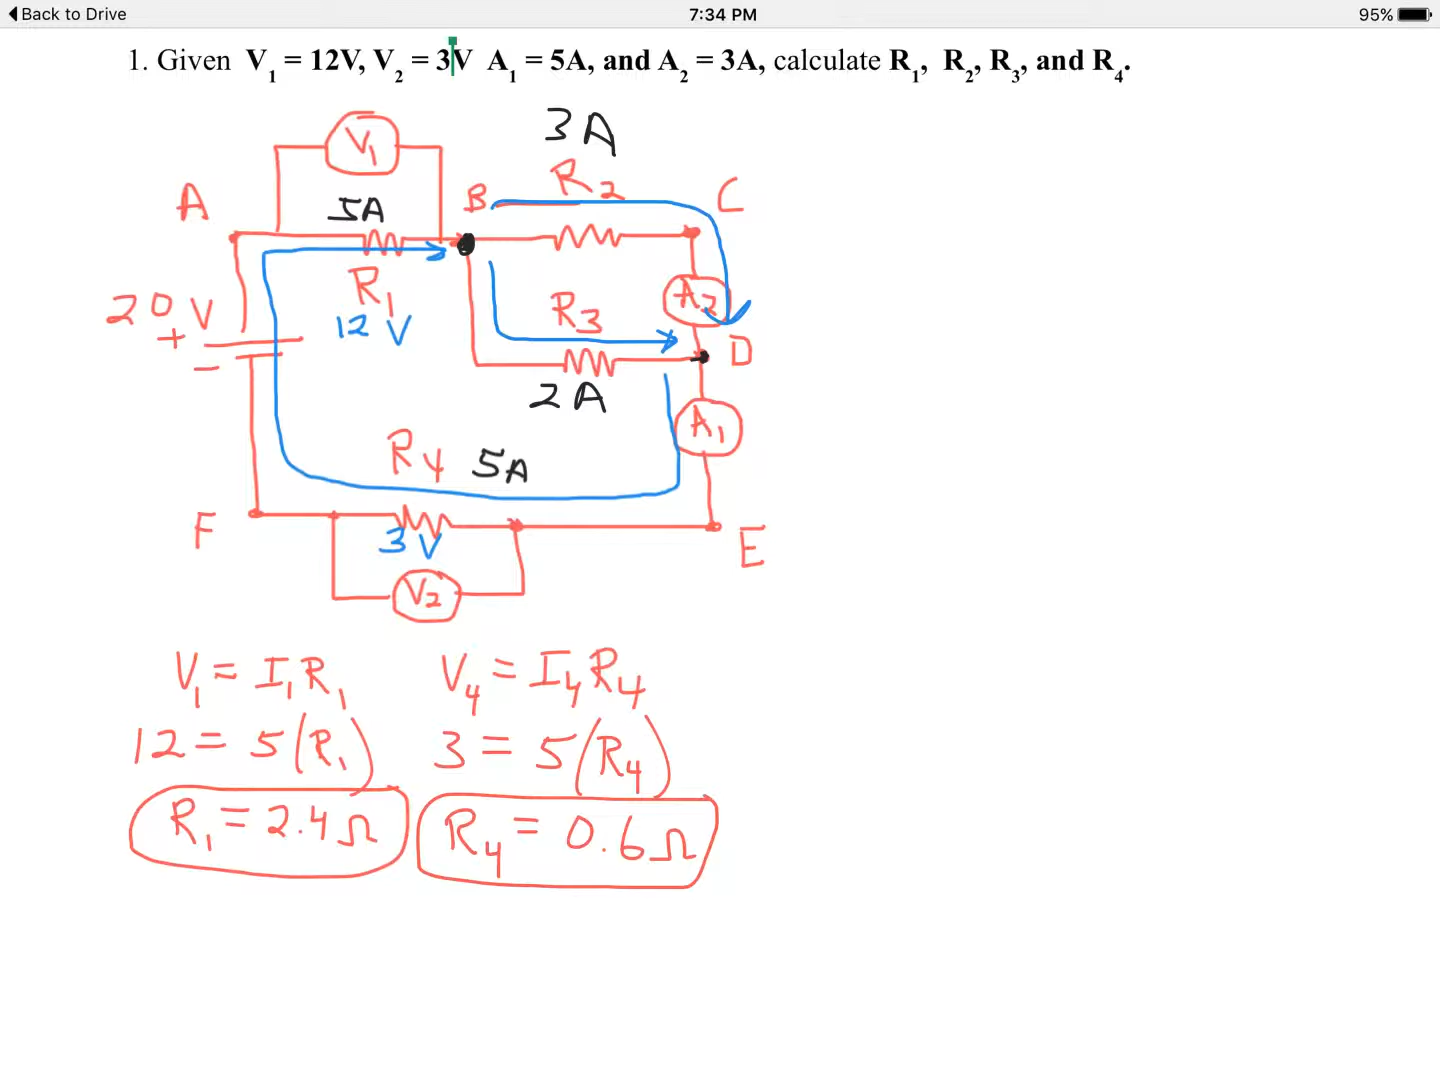 Back to Drive 7:34 PM 95%
1. Given V₁ = 12V, V₂ = 3V A₁ = 5A, and A₂ = 3A, calculate R₁, R₂, R₃, and R₄.
3A
V₁
R₂
A
5A
B
C
R₁
20V
12 V
R₃
A₂
+
−
D
2A
A₁
R₄ 5A
F
3V
E
V₂
V₁ = I₁R₁ V₄ = I₄R₄
12 = 5(R₁) 3 = 5(R₄)
R₁ = 2.4Ω R₄ = 0.6Ω